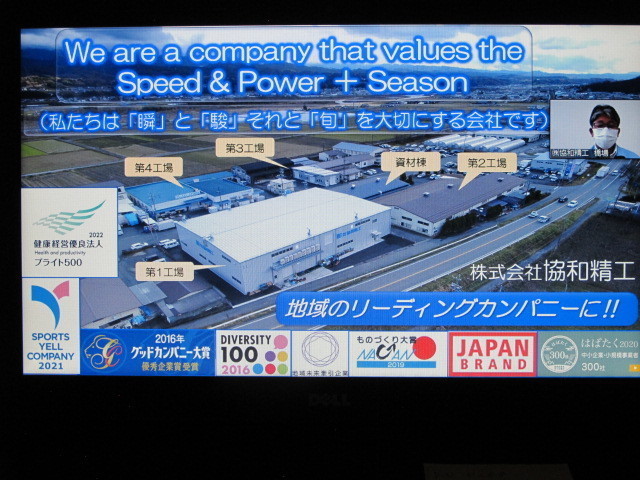 We are a company that values the
Speed & Power + Season
(私たちは「瞬」と「駿」それと「旬」を大切にする会社です)
㈱協和精工
第3工場
第4工場
資材棟
第2工場
第1工場
2022
健康経営優良法人
Health and productivity
ブライト500
株式会社協和精工
地域のリーディングカンパニーに!!
SPORTS
YELL
COMPANY
2021
2016年
グッドカンパニー大賞
優秀企業賞受賞
DIVERSITY
100
2016
地域未来牽引企業
ものづくり大賞
NAGANO
2019
JAPAN
BRAND
300
はばたく2020
中小企業・小規模事業者
300社
DELL